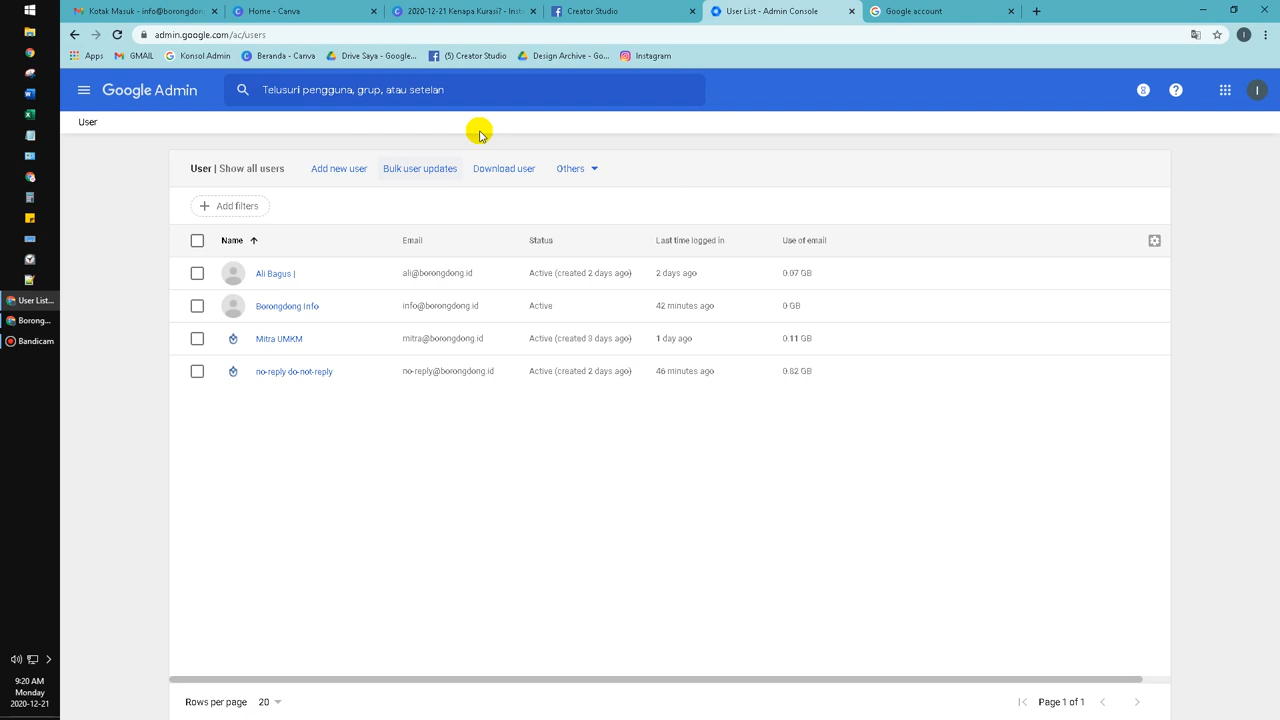 Kotak Masuk - info@borongdon
Home - Canva
2020-12-21 Kenapa Kurasi? - Inst
Creator Studio
User List - Admin Console
Google account
admin.google.com/ac/users
Apps
GMAIL
Konsol Admin
Beranda - Canva
Drive Saya - Google...
(5) Creator Studio
Design Archive - Go...
Instagram
Google Admin
Telusuri pengguna, grup, atau setelan
I
User
User | Show all users
Add new user
Bulk user updates
Download user
Others
Add filters
Name
Email
Status
Last time logged in
Use of email
Ali Bagus |
ali@borongdong.id
Active (created 2 days ago)
2 days ago
0.07 GB
Borongdong Info
info@borongdong.id
Active
42 minutes ago
0 GB
Mitra UMKM
mitra@borongdong.id
Active (created 3 days ago)
1 day ago
0.11 GB
no-reply do-not-reply
no-reply@borongdong.id
Active (created 2 days ago)
46 minutes ago
0.82 GB
User List...
Borong...
Bandicam
9:20 AM
Monday
2020-12-21
Rows per page
20
Page 1 of 1